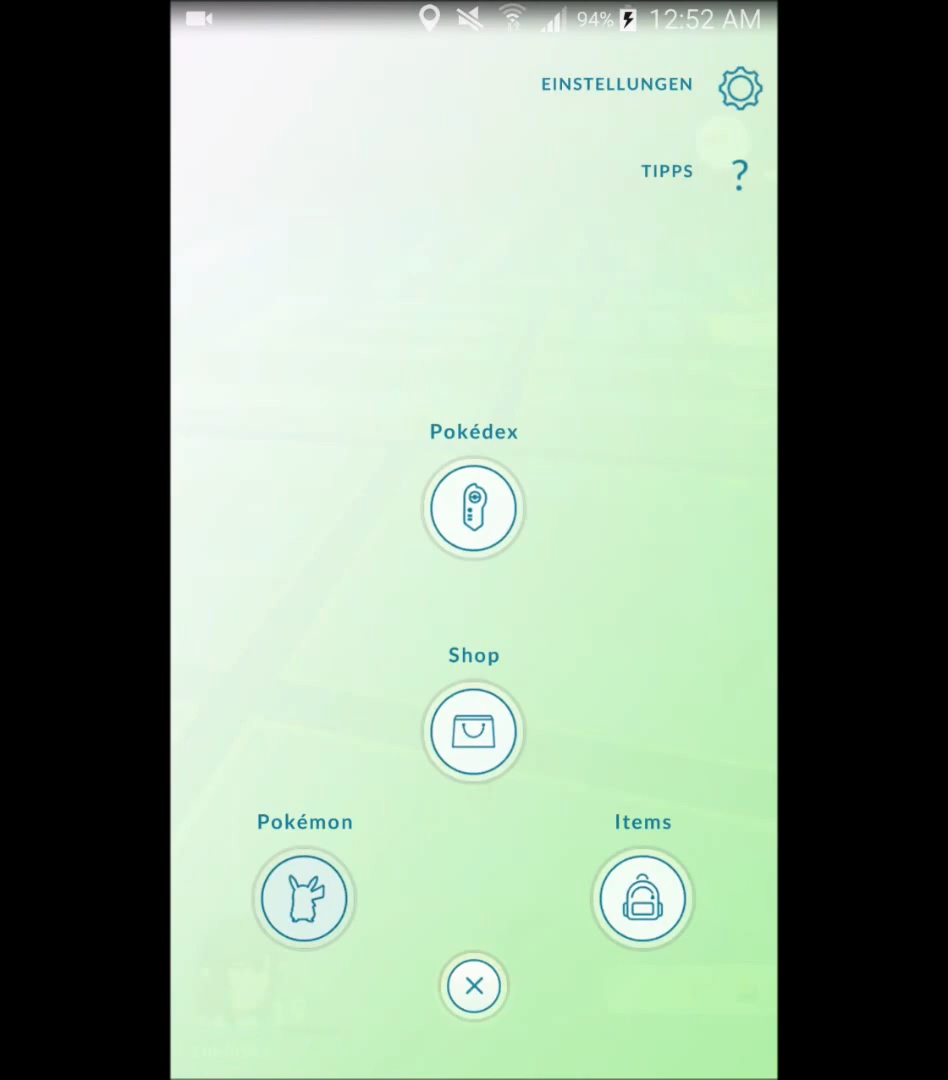 94% 12:52 AM
EINSTELLUNGEN
TIPPS ?
Pokédex
Shop
Pokémon
Items